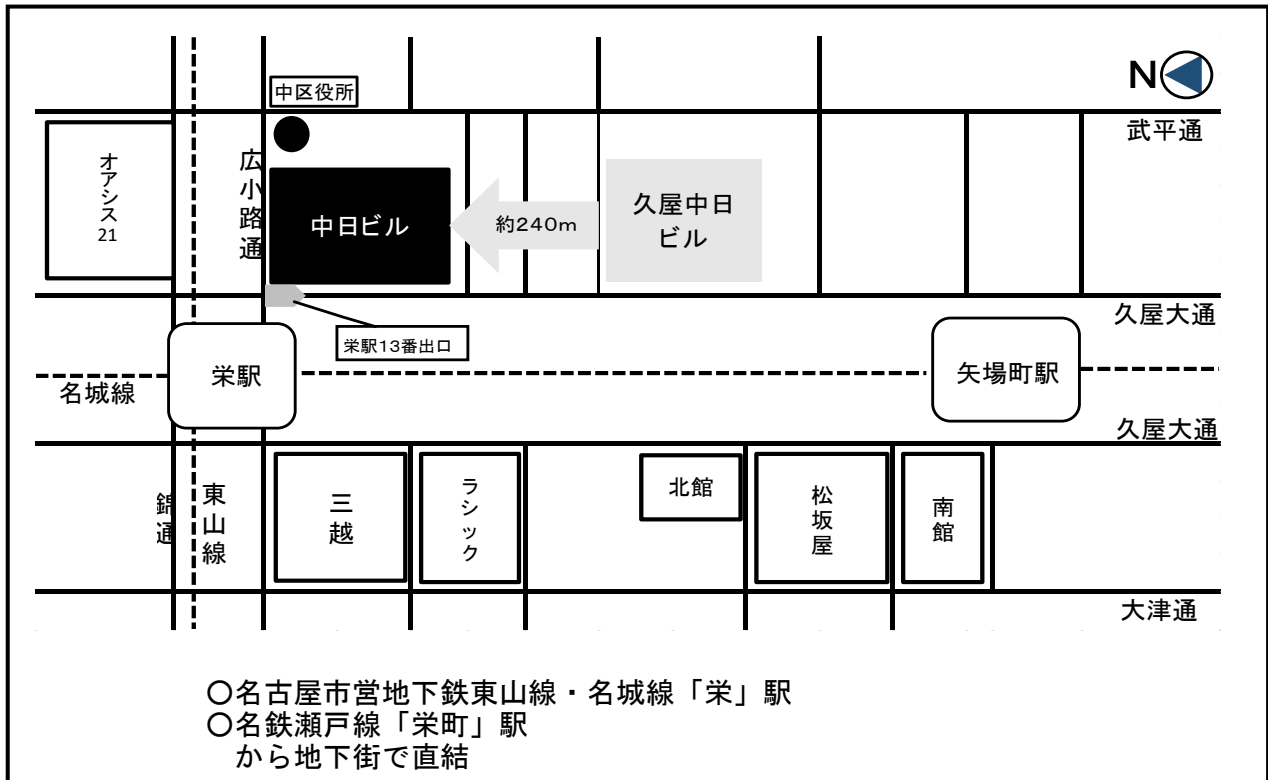 N
中区役所
武平通
オアシス21
広小路通
中日ビル
約240m
久屋中日
ビル
久屋大通
栄駅13番出口
栄駅
矢場町駅
名城線
久屋大通
錦通
東山線
三越
ラシック
北館
松坂屋
南館
大津通
〇名古屋市営地下鉄東山線・名城線「栄」駅
〇名鉄瀬戸線「栄町」駅
から地下街で直結